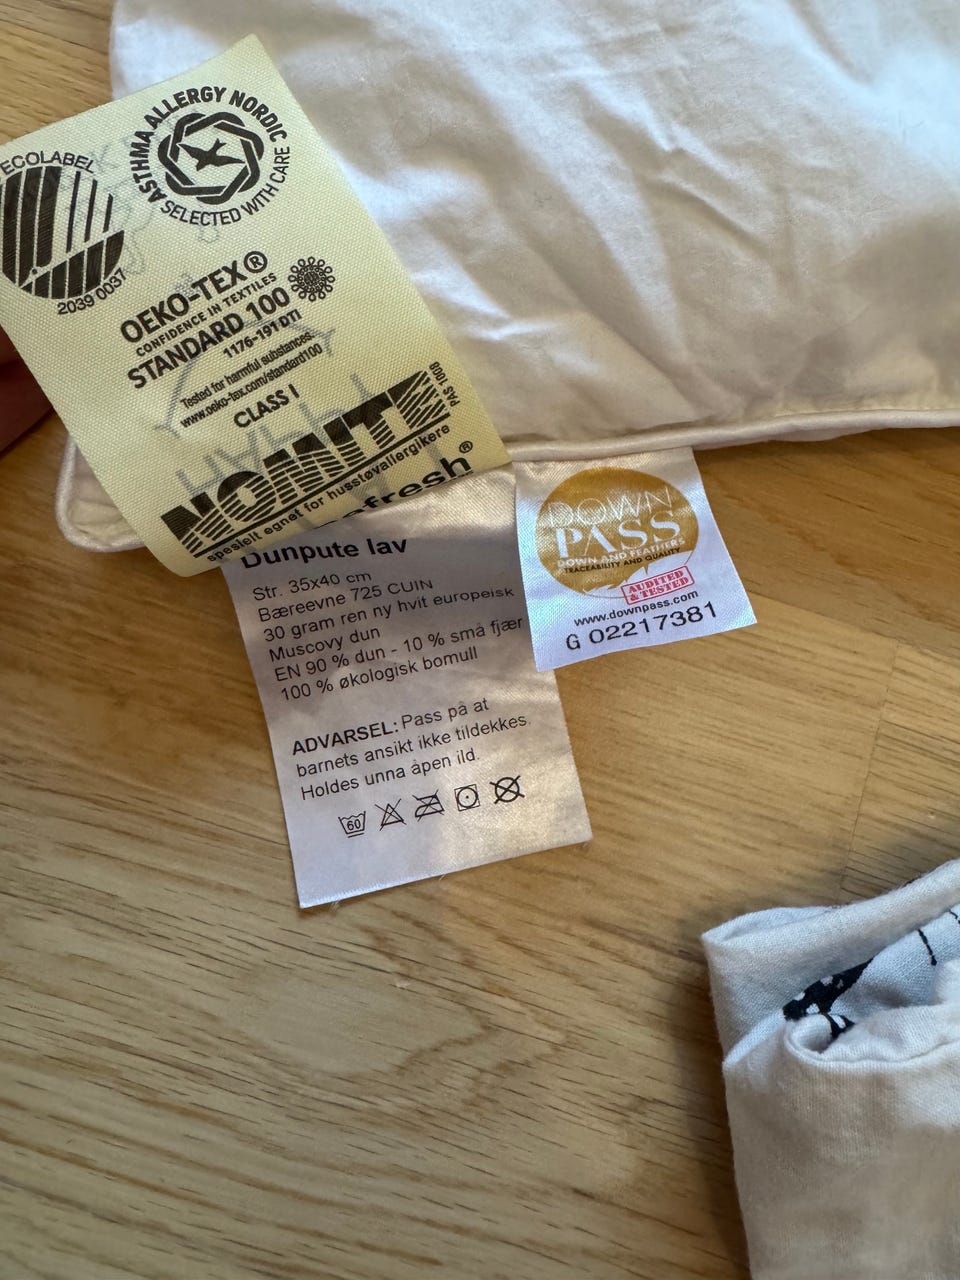 ECOLABEL
2039 0037
ASTHMA ALLERGY NORDIC
SELECTED WITH CARE
OEKO-TEX®
CONFIDENCE IN TEXTILES
STANDARD 100
1176-191 DTI
Tested for harmful substances.
www.oeko-tex.com/standard100
CLASS I
NOMITE
PAS 1008
spesielt egnet for husstøvallergikere
efresh®
Dunpute lav
Str. 35x40 cm
Bæreevne 725 CUIN
30 gram ren ny hvit europeisk
Muscovy dun
EN 90 % dun - 10 % små fjær
100 % økologisk bomull
ADVARSEL: Pass på at
barnets ansikt ikke tildekkes.
Holdes unna åpen ild.
60
DOWN
PASS
DOWN AND FEATHERS
TRACEABILITY AND QUALITY
AUDITED
& TESTED
www.downpass.com
G 02217381